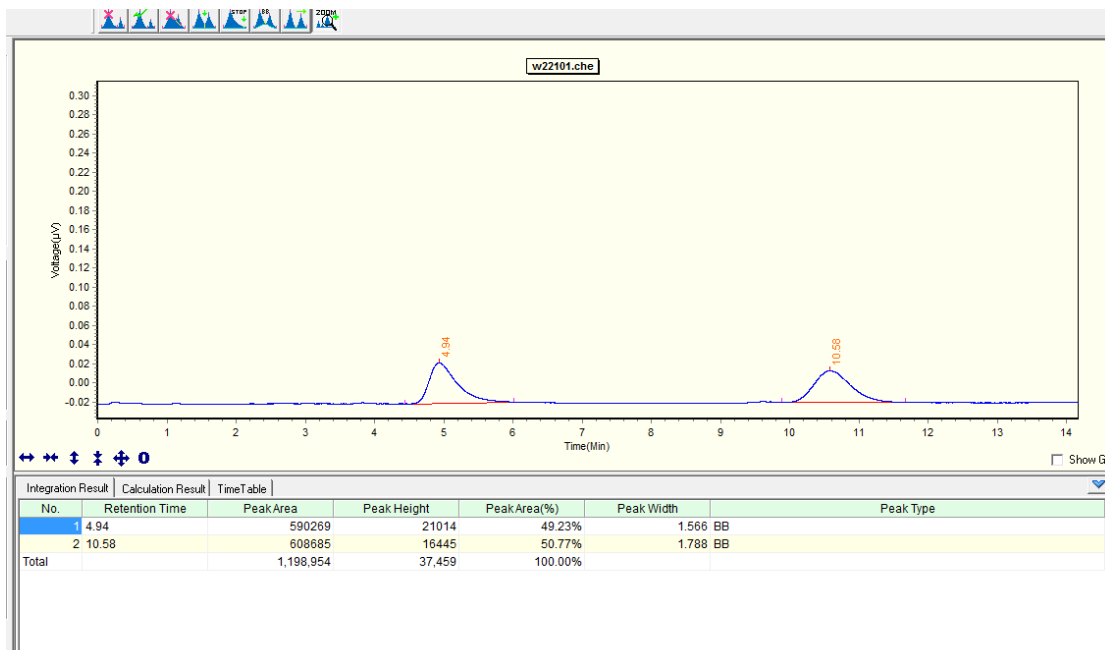 STOP BB ZOOM
w22101.che
0.30
0.28
0.26
0.24
0.22
0.20
0.18
0.16
0.14
0.12
0.10
0.08
0.06
0.04
0.02
0.00
-0.02
Voltage(μV)
4.94
10.58
0 1 2 3 4 5 6 7 8 9 10 11 12 13 14
Time(Min)
Show G
Integration Result Calculation Result TimeTable
No. Retention Time Peak Area Peak Height Peak Area(%) Peak Width Peak Type
1 4.94 590269 21014 49.23% 1.566 BB
2 10.58 608685 16445 50.77% 1.788 BB
Total 1,198,954 37,459 100.00%